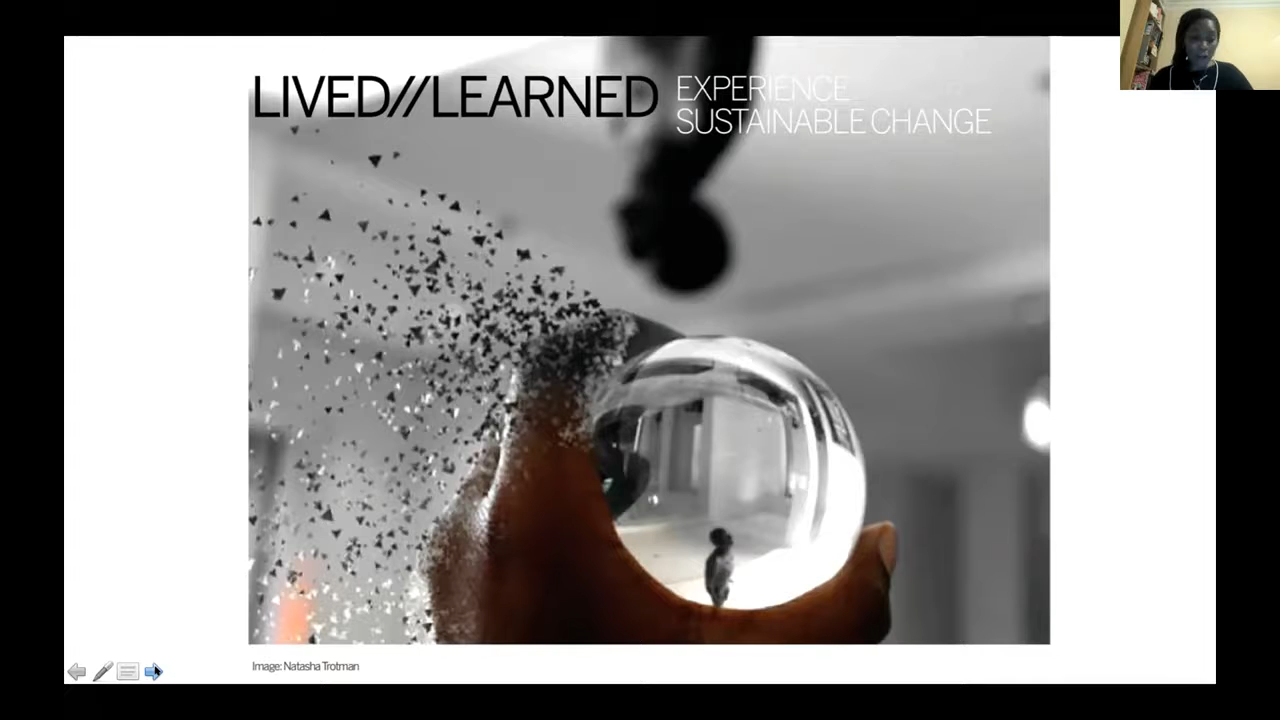 LIVED//LEARNED
EXPERIENCE
SUSTAINABLE CHANGE
Image: Natasha Trotman